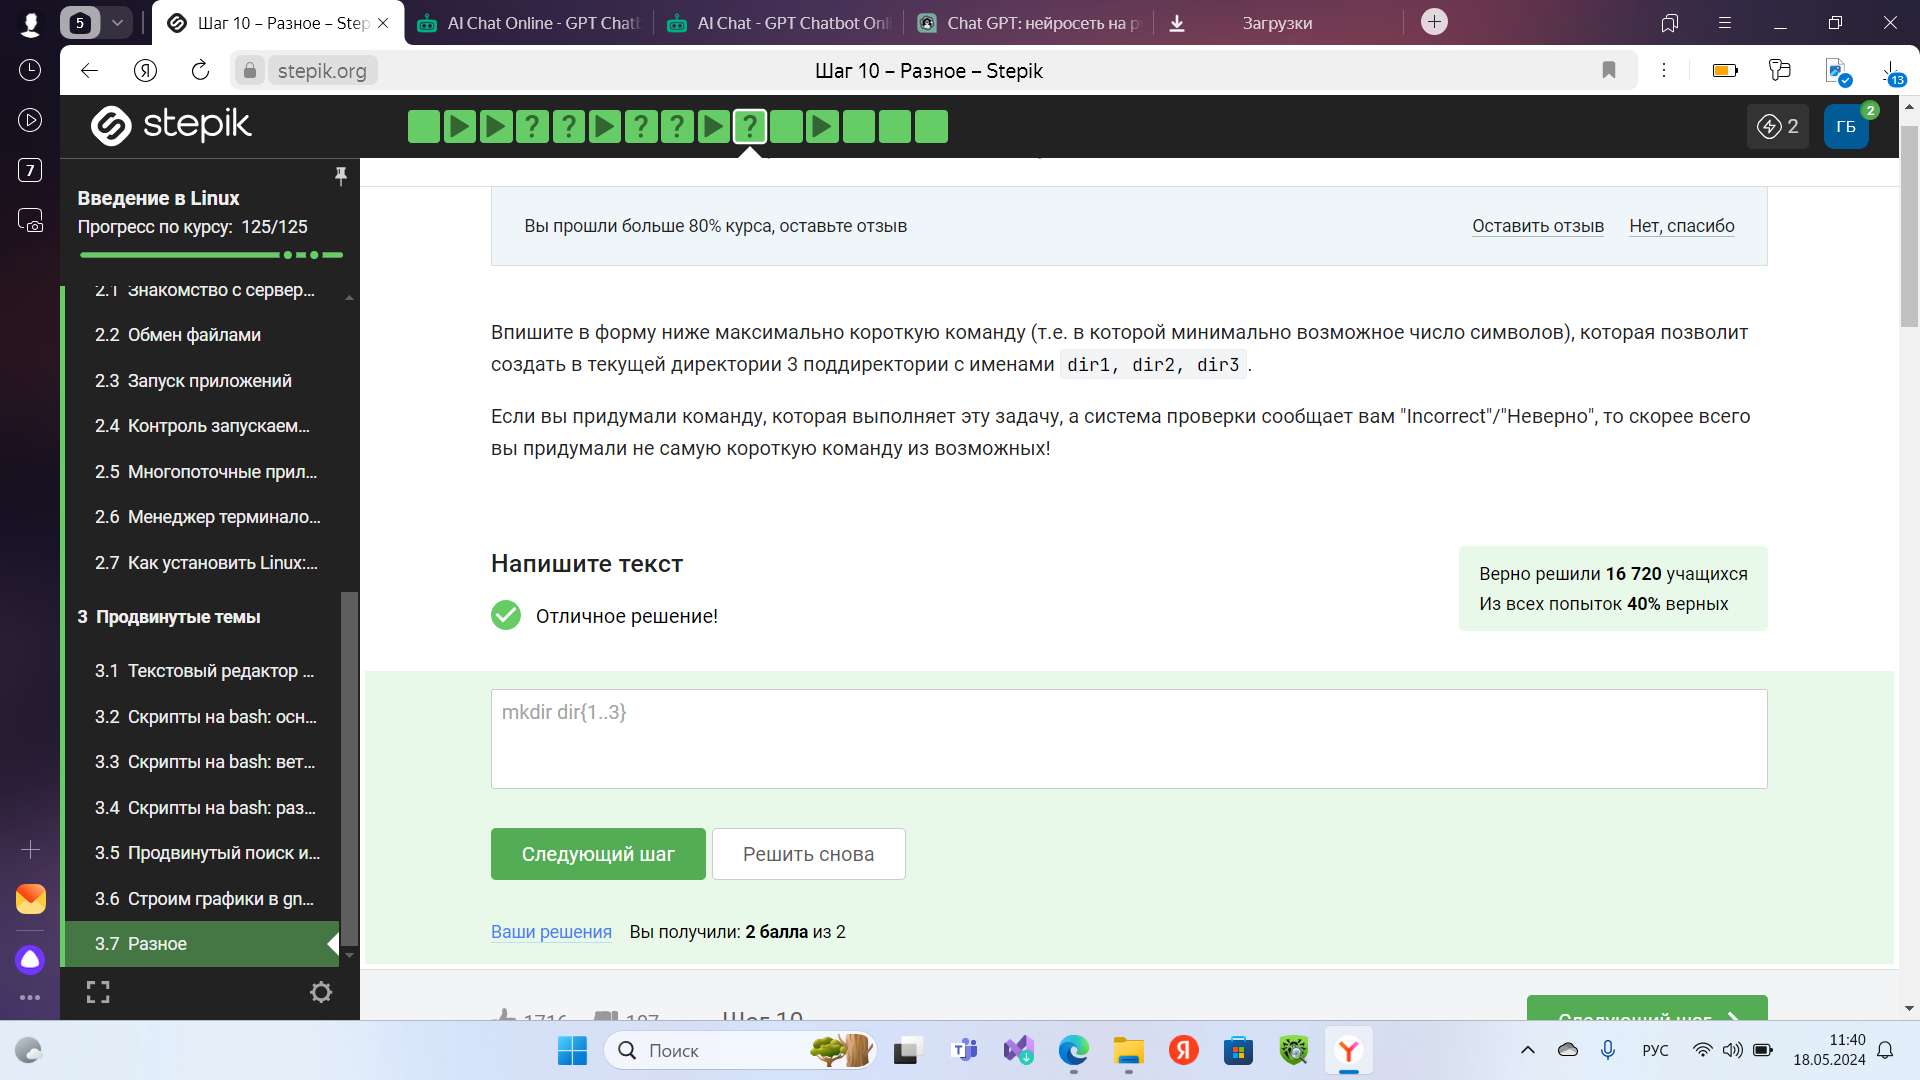 5
Шаг 10 – Разное – Step
AI Chat Online - GPT Chatb
AI Chat - GPT Chatbot Onl
Chat GPT: нейросеть на р
Загрузки
stepik.org
Шаг 10 – Разное – Stepik
13
7
stepik
2
ГБ
2
Введение в Linux
Прогресс по курсу: 125/125
2.1 Знакомство с сервер...
2.2 Обмен файлами
2.3 Запуск приложений
2.4 Контроль запускаем...
2.5 Многопоточные прил...
2.6 Менеджер терминало...
2.7 Как установить Linux:...
3 Продвинутые темы
3.1 Текстовый редактор ...
3.2 Скрипты на bash: осн...
3.3 Скрипты на bash: вет...
3.4 Скрипты на bash: раз...
3.5 Продвинутый поиск и...
3.6 Строим графики в gn...
3.7 Разное
Вы прошли больше 80% курса, оставьте отзыв
Оставить отзыв Нет, спасибо
Впишите в форму ниже максимально короткую команду (т.е. в которой минимально возможное число символов), которая позволит
создать в текущей директории 3 поддиректории с именами dir1, dir2, dir3.
Если вы придумали команду, которая выполняет эту задачу, а система проверки сообщает вам "Incorrect"/"Неверно", то скорее всего
вы придумали не самую короткую команду из возможных!
Напишите текст
Отличное решение!
Верно решили 16 720 учащихся
Из всех попыток 40% верных
mkdir dir{1..3}
Следующий шаг
Решить снова
Ваши решения Вы получили: 2 балла из 2
Шаг 10
Следующий шаг
Поиск
РУС
11:40
18.05.2024